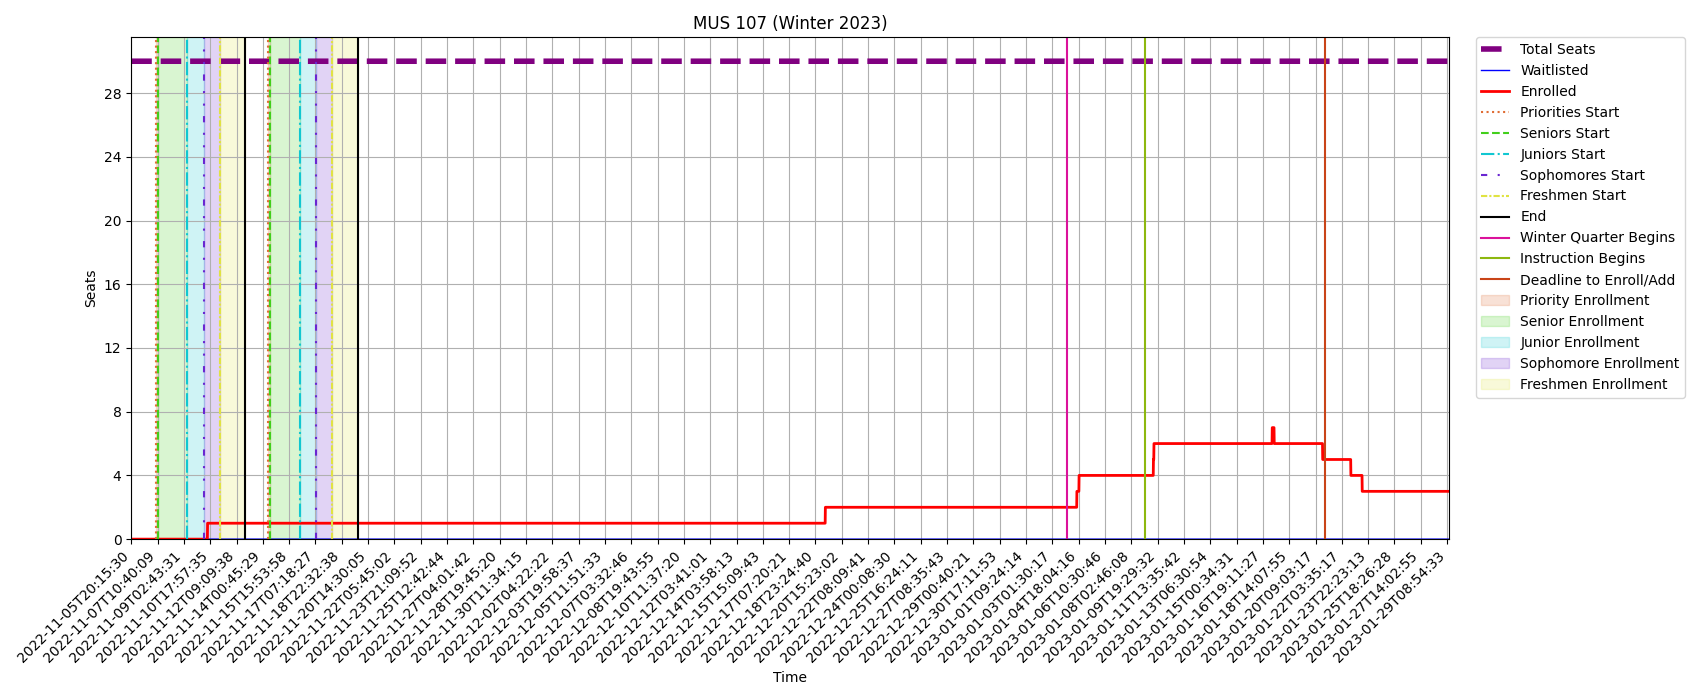 MUS 107 (Winter 2023)
Seats
28
24
20
16
12
8
4
0
2022-11-05T20:15:30
2022-11-07T10:40:09
2022-11-09T02:43:31
2022-11-10T17:57:35
2022-11-12T09:09:38
2022-11-14T00:45:29
2022-11-15T15:53:58
2022-11-17T07:18:27
2022-11-18T22:32:38
2022-11-20T14:30:05
2022-11-22T05:45:02
2022-11-23T21:09:52
2022-11-25T12:42:44
2022-11-27T04:01:42
2022-11-28T19:45:20
2022-11-30T11:34:15
2022-12-02T04:22:22
2022-12-03T19:58:37
2022-12-05T11:51:33
2022-12-07T03:32:46
2022-12-08T19:43:55
2022-12-10T11:37:20
2022-12-12T03:41:01
2022-12-14T03:58:13
2022-12-15T15:09:43
2022-12-17T07:20:21
2022-12-18T23:24:40
2022-12-20T15:23:02
2022-12-22T08:09:41
2022-12-24T00:08:30
2022-12-25T16:24:11
2022-12-27T08:35:43
2022-12-29T00:40:21
2022-12-30T17:11:53
2023-01-01T09:24:14
2023-01-03T01:30:17
2023-01-04T18:04:16
2023-01-06T10:30:46
2023-01-08T02:46:08
2023-01-09T19:29:32
2023-01-11T13:35:42
2023-01-13T06:30:54
2023-01-15T00:34:31
2023-01-16T19:11:27
2023-01-18T14:07:55
2023-01-20T09:03:17
2023-01-22T03:35:17
2023-01-23T22:23:13
2023-01-25T18:26:28
2023-01-27T14:02:55
2023-01-29T08:54:33
Time
Total Seats
Waitlisted
Enrolled
Priorities Start
Seniors Start
Juniors Start
Sophomores Start
Freshmen Start
End
Winter Quarter Begins
Instruction Begins
Deadline to Enroll/Add
Priority Enrollment
Senior Enrollment
Junior Enrollment
Sophomore Enrollment
Freshmen Enrollment